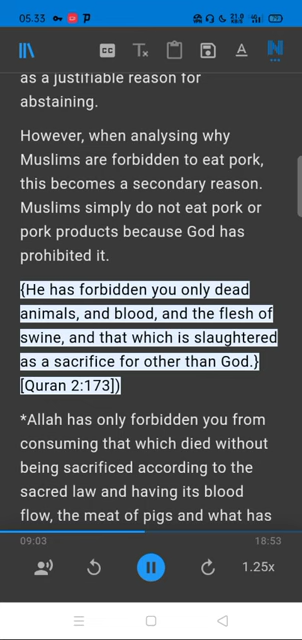 05.33
CC
as a justifiable reason for
abstaining.
However, when analysing why
Muslims are forbidden to eat pork,
this becomes a secondary reason.
Muslims simply do not eat pork or
pork products because God has
prohibited it.
{He has forbidden you only dead
animals, and blood, and the flesh of
swine, and that which is slaughtered
as a sacrifice for other than God.}
[Quran 2:173])
*Allah has only forbidden you from
consuming that which died without
being sacrificed according to the
sacred law and having its blood
flow, the meat of pigs and what has
09:03
18:53
1.25x